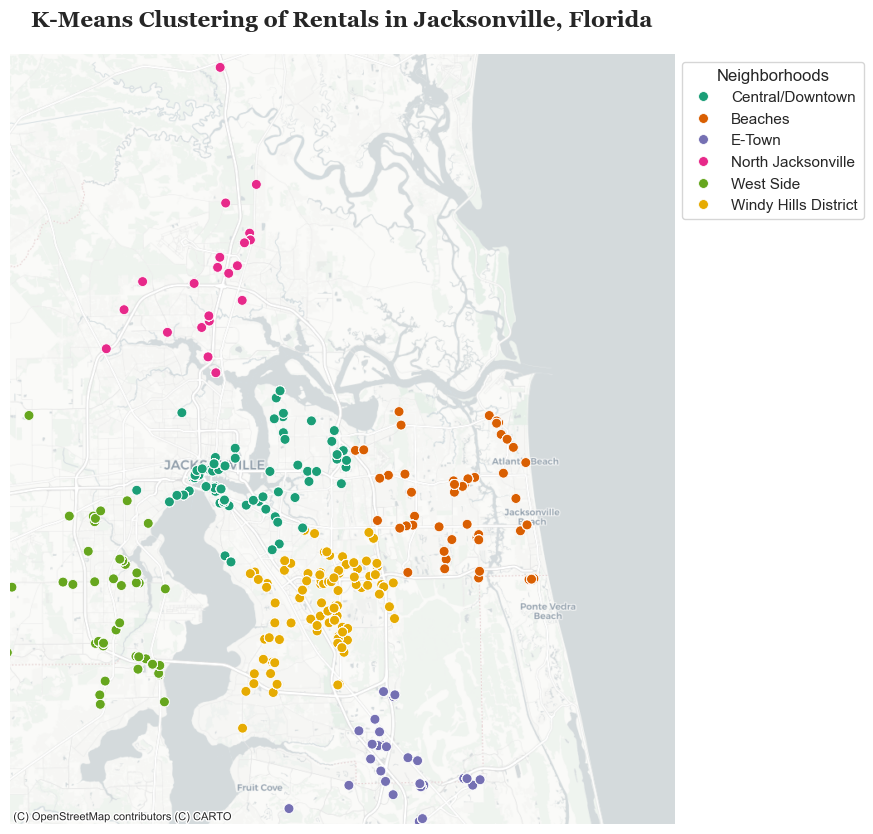 K-Means Clustering of Rentals in Jacksonville, Florida
Neighborhoods
Central/Downtown
Beaches
E-Town
North Jacksonville
West Side
Windy Hills District
JACKSONVILLE
Atlantic Beach
Jacksonville
Beach
Ponte Vedra
Beach
Fruit Cove
(C) OpenStreetMap contributors (C) CARTO